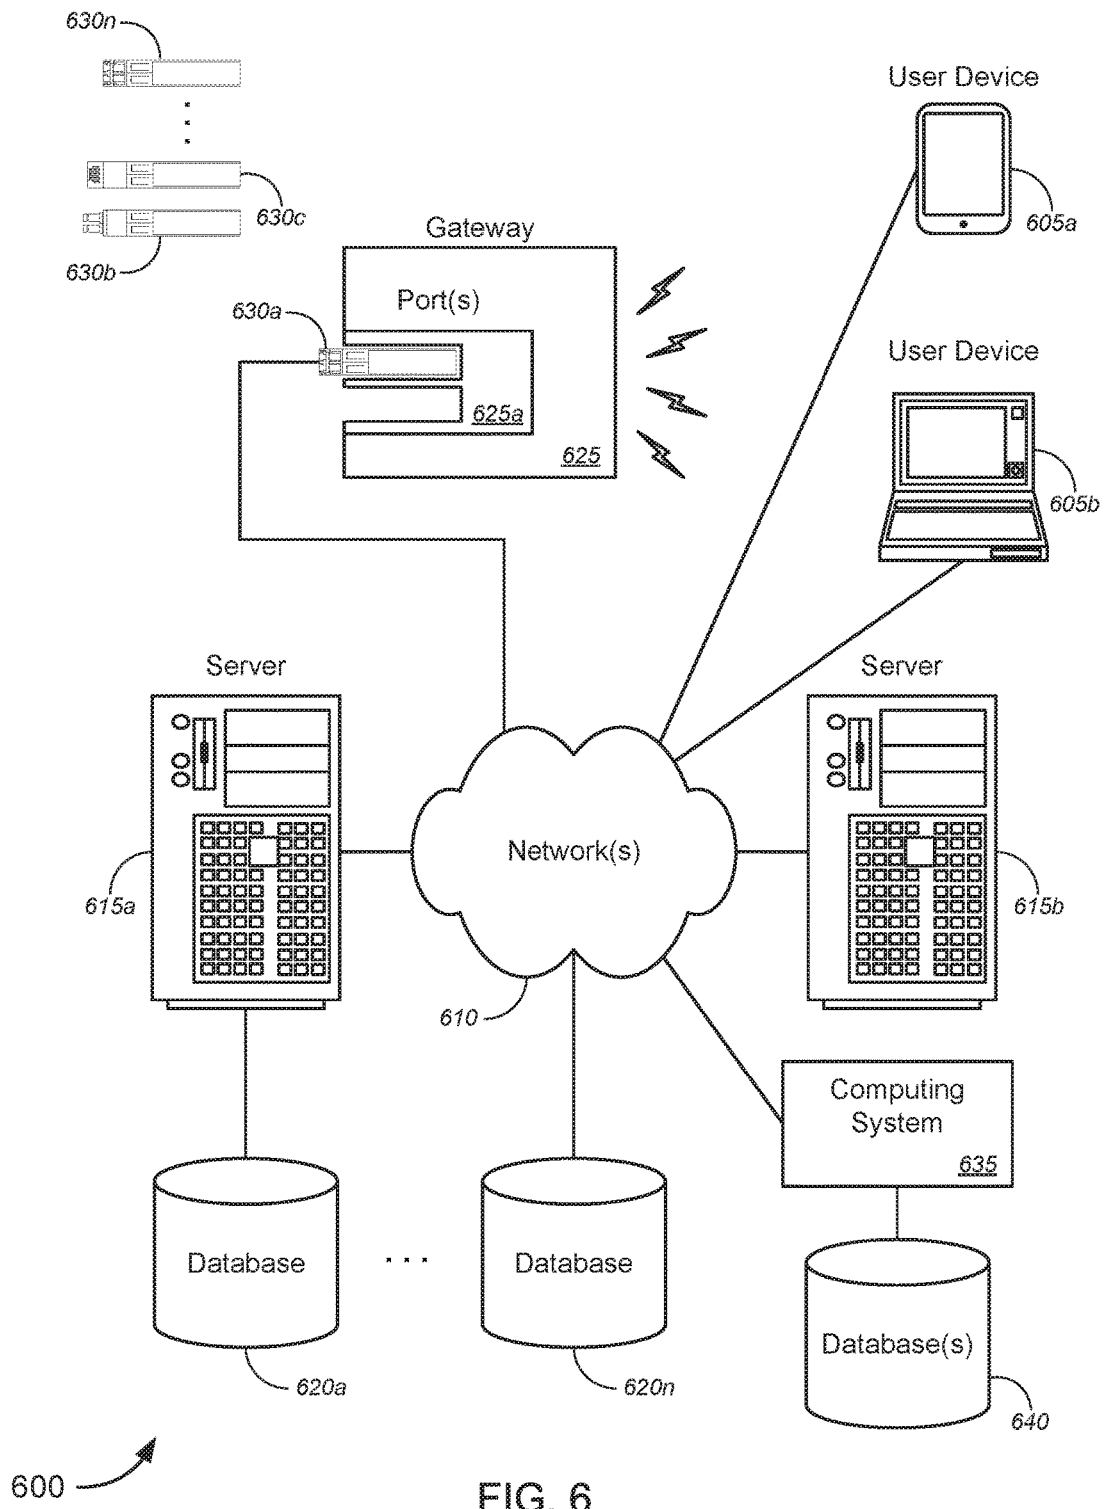 630n
User Device
605a
630c
630b
Gateway
Port(s)
630a
625a
625
User Device
605b
Server
Server
Network(s)
615a
615b
610
Computing
System
635
Database
. . .
Database
Database(s)
620a
620n
640
600
FIG. 6